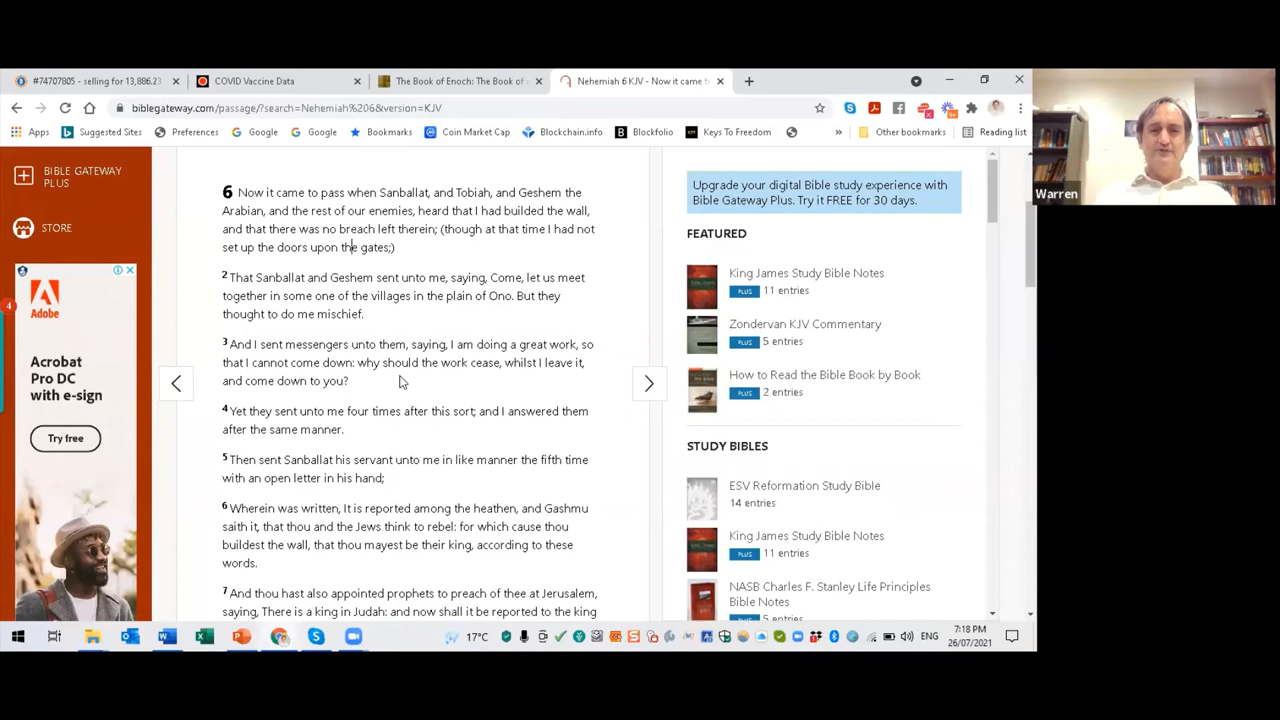 #74707805 - selling for 13,886.23
COVID Vaccine Data
The Book of Enoch: The Book of
Nehemiah 6 KJV - Now it came t
biblegateway.com/passage/?search=Nehemiah%206&version=KJV
Apps
Suggested Sites
Preferences
Google
Google
Bookmarks
Coin Market Cap
Blockchain.info
Blockfolio
Keys To Freedom
»
Other bookmarks
Reading list
Warren
BIBLE GATEWAY
PLUS
STORE
Adobe
Acrobat
Pro DC
with e-sign
Try free
4
6 Now it came to pass when Sanballat, and Tobiah, and Geshem the
Arabian, and the rest of our enemies, heard that I had builded the wall,
and that there was no breach left therein; (though at that time I had not
set up the doors upon the gates;)
2 That Sanballat and Geshem sent unto me, saying, Come, let us meet
together in some one of the villages in the plain of Ono. But they
thought to do me mischief.
3 And I sent messengers unto them, saying, I am doing a great work, so
that I cannot come down: why should the work cease, whilst I leave it,
and come down to you?
4 Yet they sent unto me four times after this sort; and I answered them
after the same manner.
5 Then sent Sanballat his servant unto me in like manner the fifth time
with an open letter in his hand;
6 Wherein was written, It is reported among the heathen, and Gashmu
saith it, that thou and the Jews think to rebel: for which cause thou
buildest the wall, that thou mayest be their king, according to these
words.
7 And thou hast also appointed prophets to preach of thee at Jerusalem,
saying, There is a king in Judah: and now shall it be reported to the king
Upgrade your digital Bible study experience with
Bible Gateway Plus. Try it FREE for 30 days.
FEATURED
King James Study Bible Notes
PLUS 11 entries
Zondervan KJV Commentary
PLUS 5 entries
How to Read the Bible Book by Book
PLUS 2 entries
STUDY BIBLES
ESV Reformation Study Bible
14 entries
King James Study Bible Notes
PLUS 11 entries
NASB Charles F. Stanley Life Principles
Bible Notes
PLUS 5 entries
17°C
ENG
7:18 PM
26/07/2021